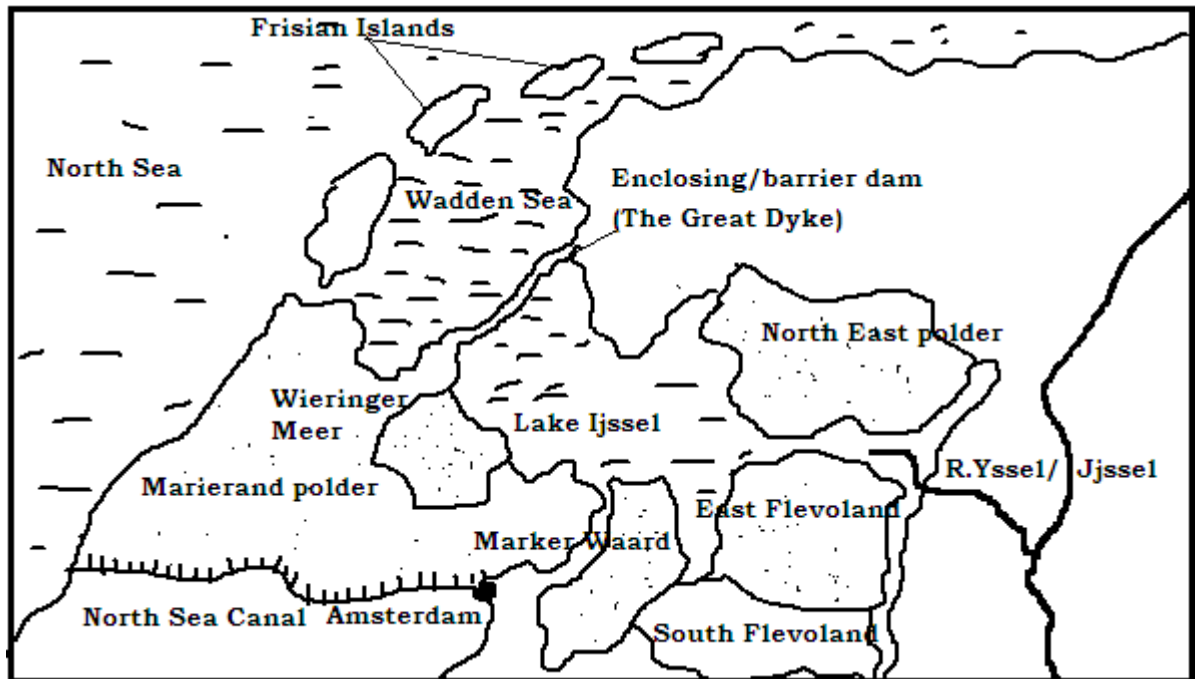 Frisian Islands
North Sea
Enclosing/barrier dam
Wadden Sea
(The Great Dyke)
North East polder
Wieringer
Meer
Lake Ijssel
Marierand polder
R.Yssel/ Jjssel
East Flevoland
Marker Waard
North Sea Canal
Amsterdam
South Flevoland